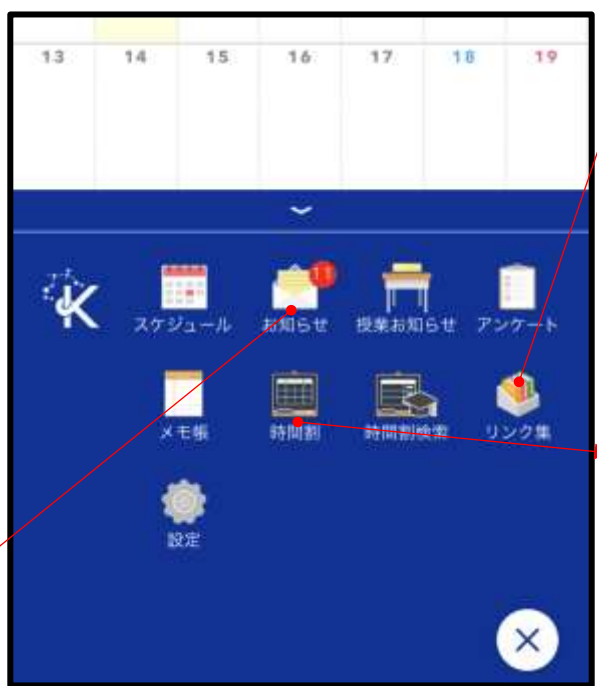 13 14 15 16 17 18 19
K
11
スケジュール お知らせ 授業お知らせ アンケート
メモ帳 時間割 時間割検索 リンク集
設定